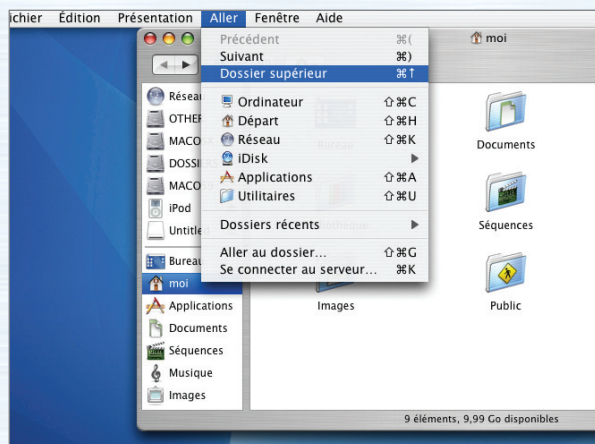 ichier Édition Présentation Aller Fenêtre Aide
moi
Précédent ⌘(
Suivant ⌘)
Dossier supérieur ⌘↑
Ordinateur ⇧⌘C
Départ ⇧⌘H
Réseau ⇧⌘K
iDisk
Applications ⇧⌘A
Utilitaires ⇧⌘U
Dossiers récents
Aller au dossier... ⇧⌘G
Se connecter au serveur... ⌘K
Résea
OTHER
MACO
DOSSI
MACO
iPod
Untitle
Bureau
moi
Applications
Documents
Séquences
Musique
Images
Documents
Séquences
Images
Public
9 éléments, 9,99 Go disponibles